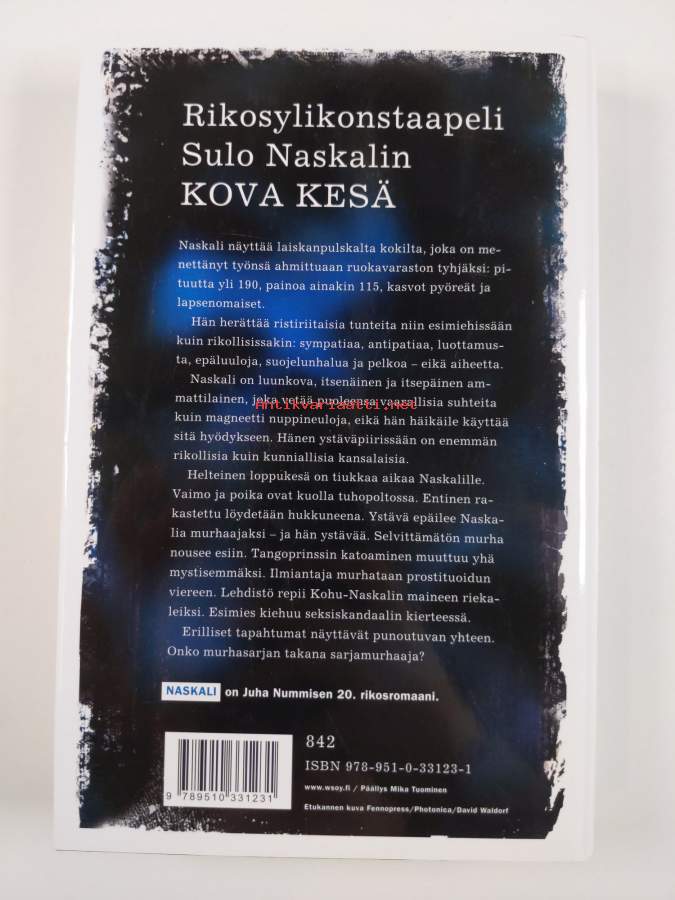 Rikosylikonstaapeli
Sulo Naskalin
KOVA KESÄ
Naskali näyttää laiskanpulskalta kokilta, joka on me-
nettänyt työnsä ahmittuaan ruokavaraston tyhjäksi: pi-
tuutta yli 190, painoa ainakin 115, kasvot pyöreät ja
lapsenomaiset.
Hän herättää ristiriitaisia tunteita niin esimiehissään
kuin rikollisissakin: sympatiaa, antipatiaa, luottamus-
ta, epäluuloja, suojelunhalua ja pelkoa – eikä aiheetta.
Naskali on luunkova, itsenäinen ja itsepäinen am-
mattilainen, joka vetää puoleensa vaarallisia suhteita
Antikvariaatti.net
kuin magneetti nuppineuloja, eikä hän häikäile käyttää
sitä hyödykseen. Hänen ystäväpiirissään on enemmän
rikollisia kuin kunniallisia kansalaisia.
Helteinen loppukesä on tiukkaa aikaa Naskalille.
Vaimo ja poika ovat kuolla tuhopoltossa. Entinen ra-
kastettu löydetään hukkuneena. Ystävä epäilee Naska-
lia murhaajaksi – ja hän ystävää. Selvittämätön murha
nousee esiin. Tangoprinssin katoaminen muuttuu yhä
mystisemmäksi. Ilmiantaja murhataan prostituoidun
viereen. Lehdistö repii Kohu-Naskalin maineen rieka-
leiksi. Esimies kiehuu seksiskandaalin kierteessä.
Erilliset tapahtumat näyttävät punoutuvan yhteen.
Onko murhasarjan takana sarjamurhaaja?
NASKALI on Juha Nummisen 20. rikosromaani.
842
ISBN 978-951-0-33123-1
www.wsoy.fi / Päällys Mika Tuominen
9 789510 331231
Etukannen kuva Fennopress/Photonica/David Waldorf